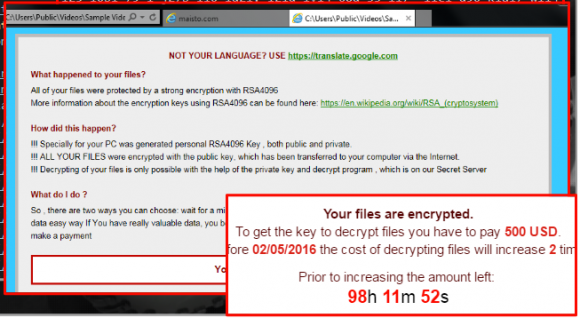 C:\Users\Public\Videos\Sample Vide
maisto.com
C:\Users\Public\Videos\Sa...
NOT YOUR LANGUAGE? USE https://translate.google.com
What happened to your files?
All of your files were protected by a strong encryption with RSA4096
More information about the encryption keys using RSA4096 can be found here: https://en.wikipedia.org/wiki/RSA_(cryptosystem)
How did this happen?
!!! Specially for your PC was generated personal RSA4096 Key , both public and private.
!!! ALL YOUR FILES were encrypted with the public key, which has been transferred to your computer via the Internet.
!!! Decrypting of your files is only possible with the help of the private key and decrypt program , which is on our Secret Server
What do I do ?
So , there are two ways you can choose: wait for a mi
data easy way If You have really valuable data, you b
make a payment
Yo
Your files are encrypted.
To get the key to decrypt files you have to pay 500 USD.
fore 02/05/2016 the cost of decrypting files will increase 2 tim
Prior to increasing the amount left:
98h 11m 52s